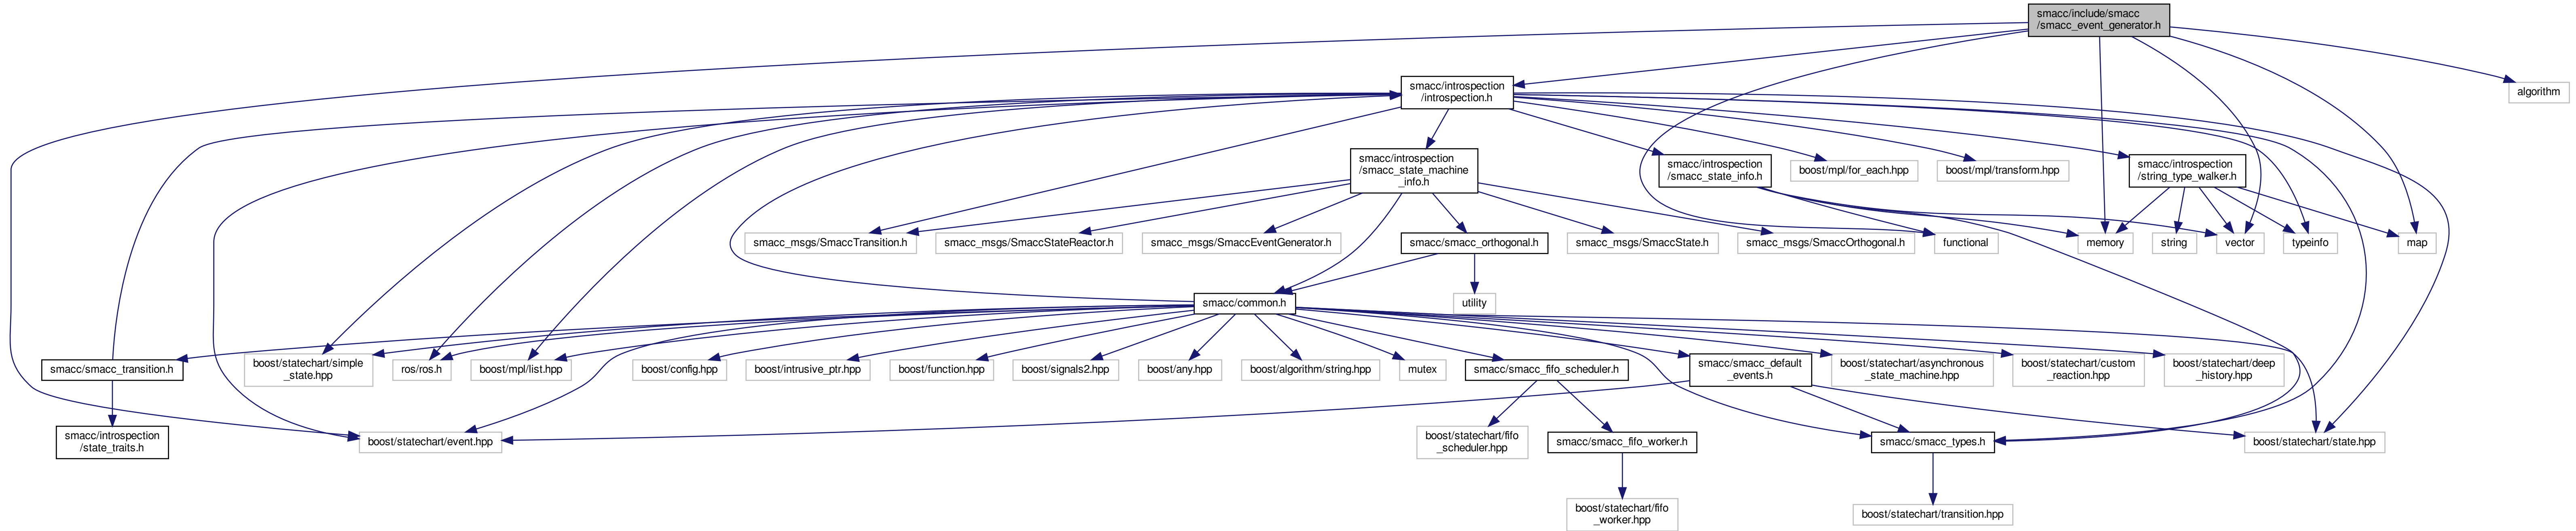 smacc/include/smacc
/smacc_event_generator.h
smacc/introspection
/introspection.h
algorithm
smacc/introspection
/smacc_state_machine
_info.h
smacc/introspection
/smacc_state_info.h
boost/mpl/for_each.hpp
boost/mpl/transform.hpp
smacc/introspection
/string_type_walker.h
smacc_msgs/SmaccTransition.h
smacc_msgs/SmaccStateReactor.h
smacc_msgs/SmaccEventGenerator.h
smacc/smacc_orthogonal.h
smacc_msgs/SmaccState.h
smacc_msgs/SmaccOrthogonal.h
functional
memory
string
vector
typeinfo
map
smacc/common.h
utility
smacc/smacc_transition.h
boost/statechart/simple
_state.hpp
ros/ros.h
boost/mpl/list.hpp
boost/config.hpp
boost/intrusive_ptr.hpp
boost/function.hpp
boost/signals2.hpp
boost/any.hpp
boost/algorithm/string.hpp
mutex
smacc/smacc_fifo_scheduler.h
smacc/smacc_default
_events.h
boost/statechart/asynchronous
_state_machine.hpp
boost/statechart/custom
_reaction.hpp
boost/statechart/deep
_history.hpp
smacc/introspection
/state_traits.h
boost/statechart/event.hpp
boost/statechart/fifo
_scheduler.hpp
smacc/smacc_fifo_worker.h
smacc/smacc_types.h
boost/statechart/state.hpp
boost/statechart/fifo
_worker.hpp
boost/statechart/transition.hpp